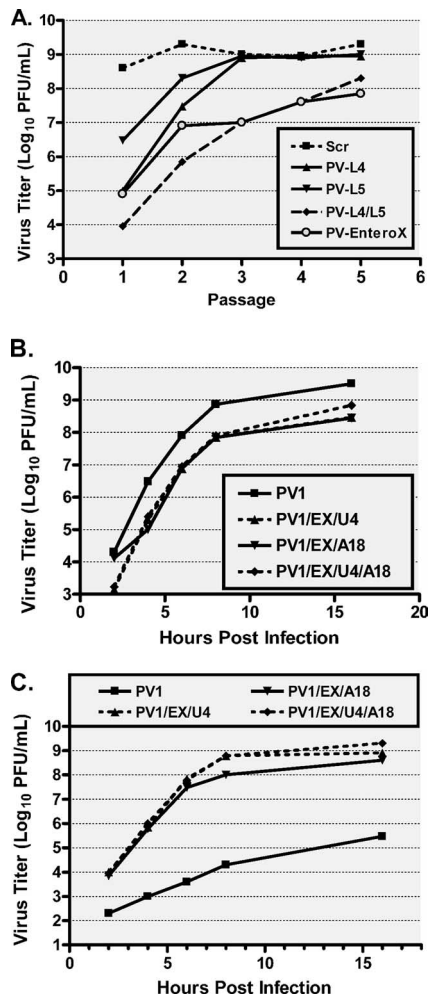 A.
Virus Titer (Log10 PFU/mL)
10
9
8
7
6
5
4
3
Scr
PV-L4
PV-L5
PV-L4/L5
PV-EnteroX
0 1 2 3 4 5 6
Passage
B.
Virus Titer (Log10 PFU/mL)
10
9
8
7
6
5
4
3
PV1
PV1/EX/U4
PV1/EX/A18
PV1/EX/U4/A18
0 5 10 15 20
Hours Post Infection
C.
PV1 PV1/EX/A18
PV1/EX/U4 PV1/EX/U4/A18
Virus Titer (Log10 PFU/mL)
10
9
8
7
6
5
4
3
2
1
0 5 10 15
Hours Post Infection